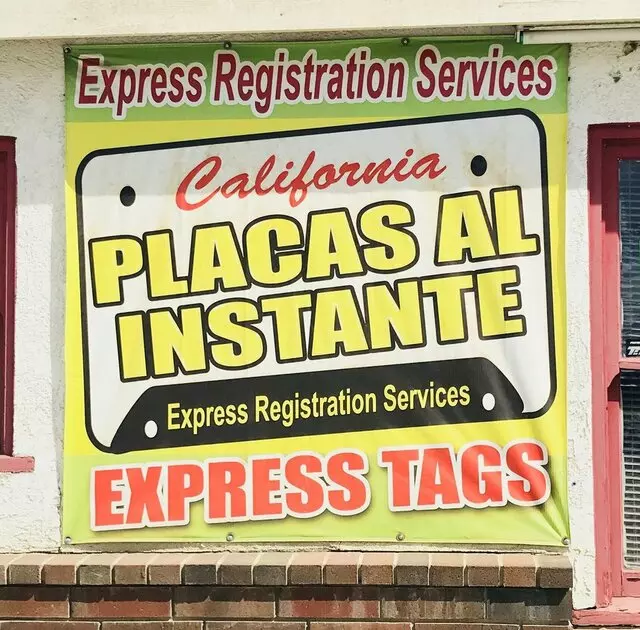 Express Registration Services
California
PLACAS AL
INSTANTE
Express Registration Services
EXPRESS TAGS